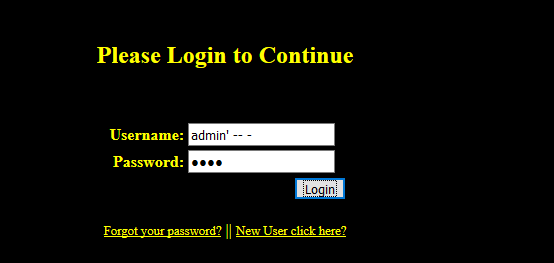 Please Login to Continue
Username: admin' -- -
Password: ●●●●
Login
Forgot your password? || New User click here?